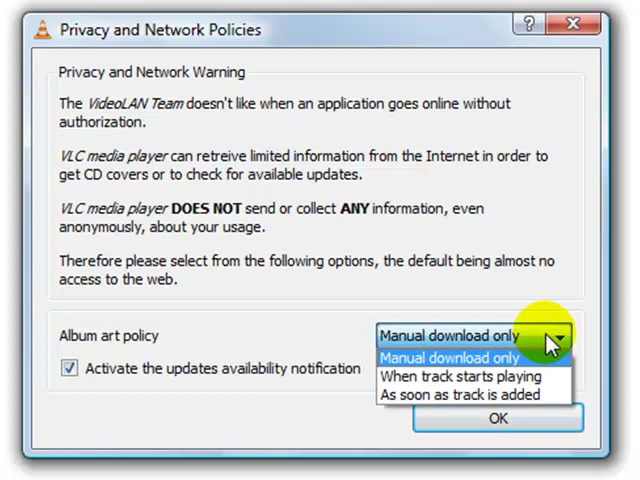 Privacy and Network Policies
Privacy and Network Warning
The VideoLAN Team doesn't like when an application goes online without
authorization.
VLC media player can retreive limited information from the Internet in order to
get CD covers or to check for available updates.
VLC media player DOES NOT send or collect ANY information, even
anonymously, about your usage.
Therefore please select from the following options, the default being almost no
access to the web.
Album art policy
Manual download only
Manual download only
When track starts playing
As soon as track is added
Activate the updates availability notification
OK